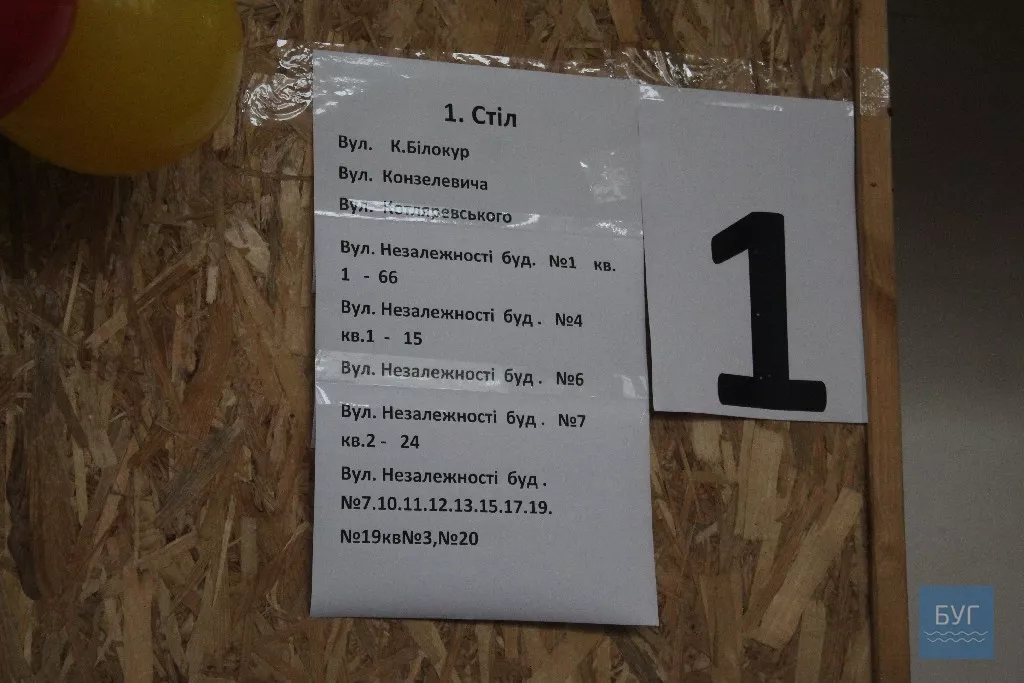 1. Стіл
Вул. К.Білокур
Вул. Конзелевича
Вул. Котляревського
Вул. Незалежності буд. №1 кв.
1 - 66
Вул. Незалежності буд . №4
кв.1 - 15
Вул. Незалежності буд . №6
Вул. Незалежності буд . №7
кв.2 - 24
Вул. Незалежності буд .
№7.10.11.12.13.15.17.19.
№19кв№3,№20
1
БУГ